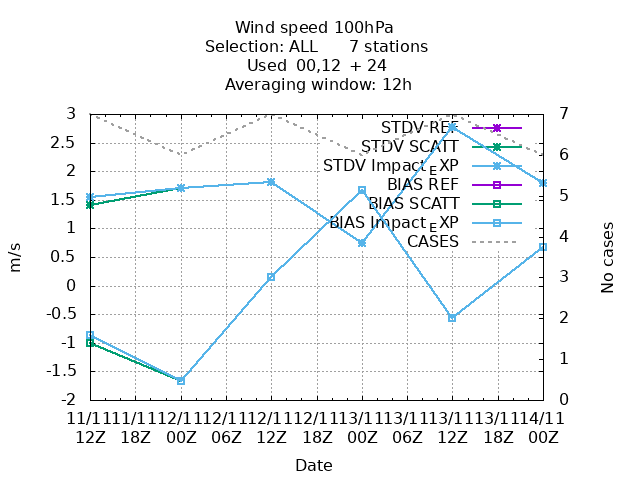 Wind speed 100hPa
Selection: ALL 7 stations
Used 00,12 + 24
Averaging window: 12h
3
2.5
2
1.5
1
0.5
0
-0.5
-1
-1.5
-2
m/s
STDV REF
STDV SCATT
STDV Impact_EXP
BIAS REF
BIAS SCATT
BIAS Impact_EXP
CASES
7
6
5
4
3
2
1
0
No cases
11/11 11/11 12/11 12/11 12/11 12/11 13/11 13/11 13/11 13/11 14/11
12Z 18Z 00Z 06Z 12Z 18Z 00Z 06Z 12Z 18Z 00Z
Date